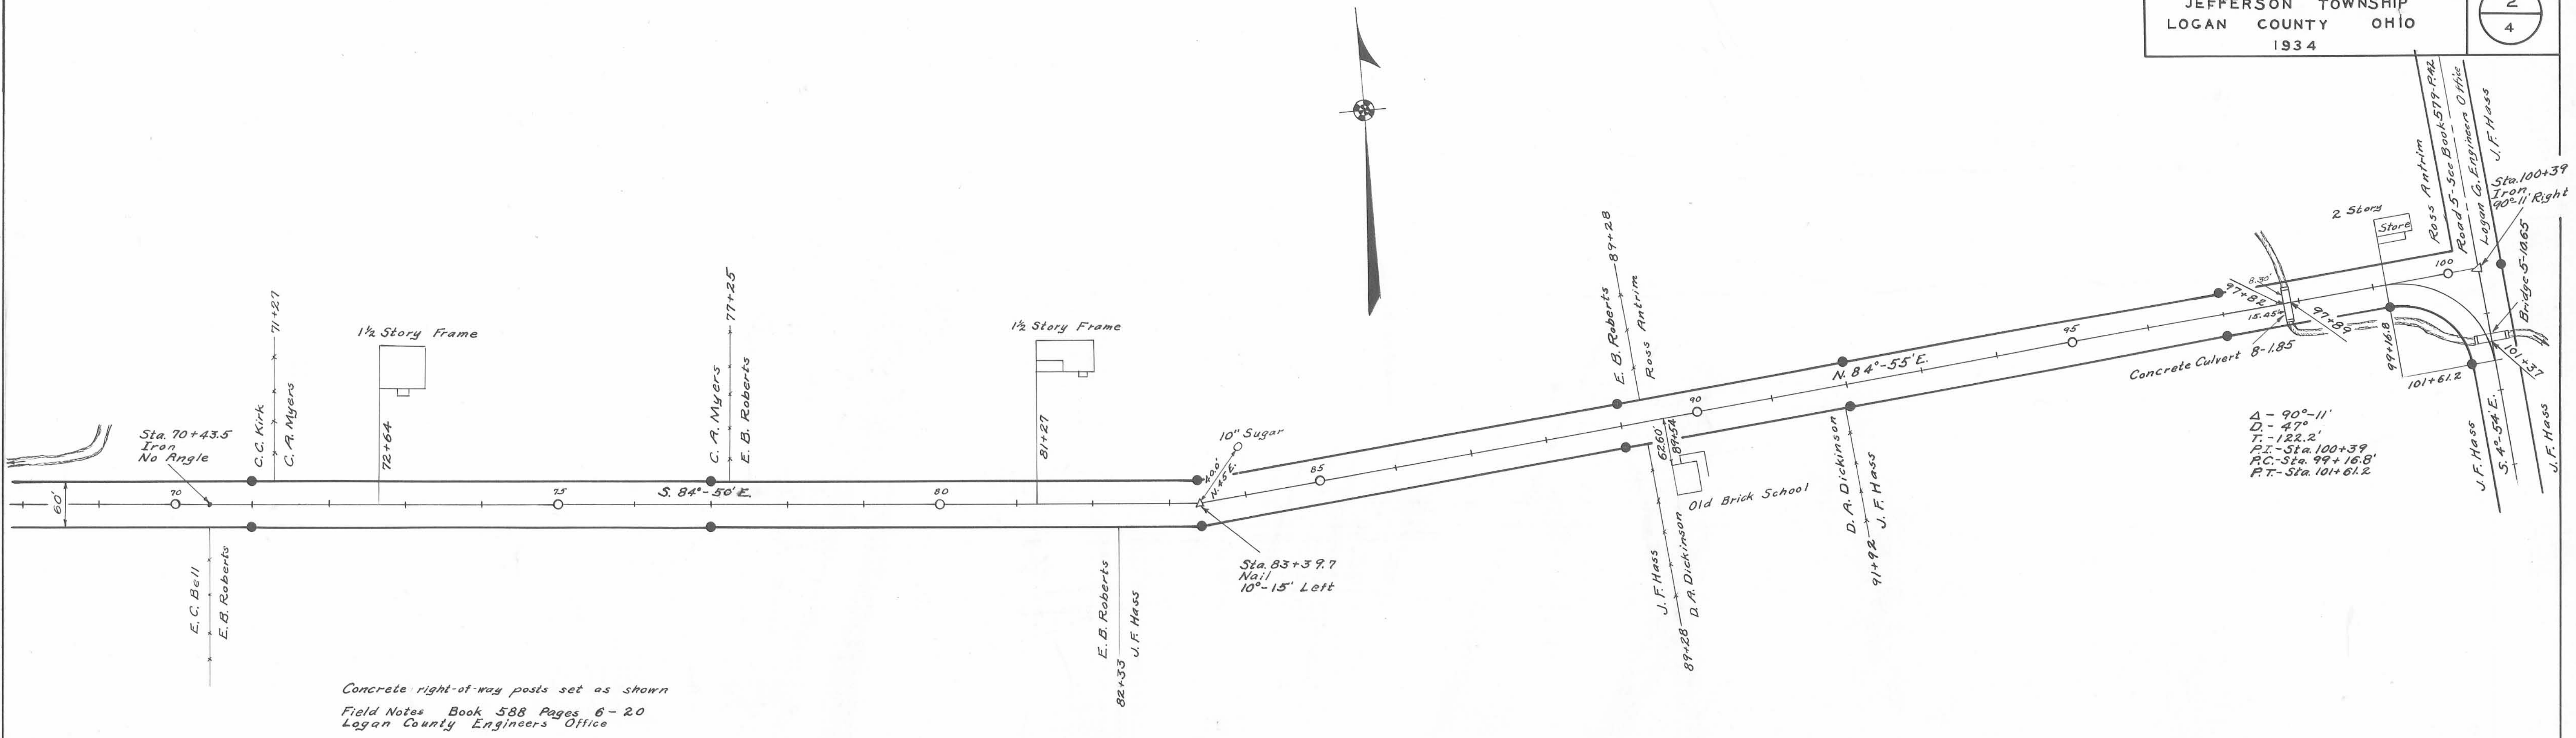 JEFFERSON TOWNSHIP
LOGAN COUNTY OHIO
1934
2
4
Sta. 70+43.5
Iron
No Angle
60'
70
E. C. Bell
E. B. Roberts
C. C. Kirk
71+27
C. A. Myers
1½ Story Frame
72+64
75
S. 84°-50' E.
C. A. Myers
77+25
E. B. Roberts
80
1½ Story Frame
81+27
E. B. Roberts
82+33
J. F. Hass
10" Sugar
40.0'
N. 45° E.
Sta. 83+39.7
Nail
10°-15' Left
85
E. B. Roberts
89+28
Ross Antrim
90
62.60'
89+54
Old Brick School
J. F. Hass
89+28
D. A. Dickinson
N. 84°-55' E.
D. A. Dickinson
91+92
J. F. Hass
95
Concrete Culvert 8-1.85
8.30'
97+82
15.45'
97+89
2 Story
Store
99+16.8
101+61.2
100
Ross Antrim
Road 5 - See Book 579-P.42
Logan Co. Engineers Office
J. F. Hass
Sta. 100+39
Iron
90°-11' Right
Bridge 5-10.65
101+37
J. F. Hass
S. 4°-54' E.
J. F. Hass
Δ - 90°-11'
D. - 47°
T. - 122.2'
P.I. - Sta. 100+39
P.C. - Sta. 99+16.8'
P.T. - Sta. 101+61.2
Concrete right-of-way posts set as shown
Field Notes Book 588 Pages 6-20
Logan County Engineers Office